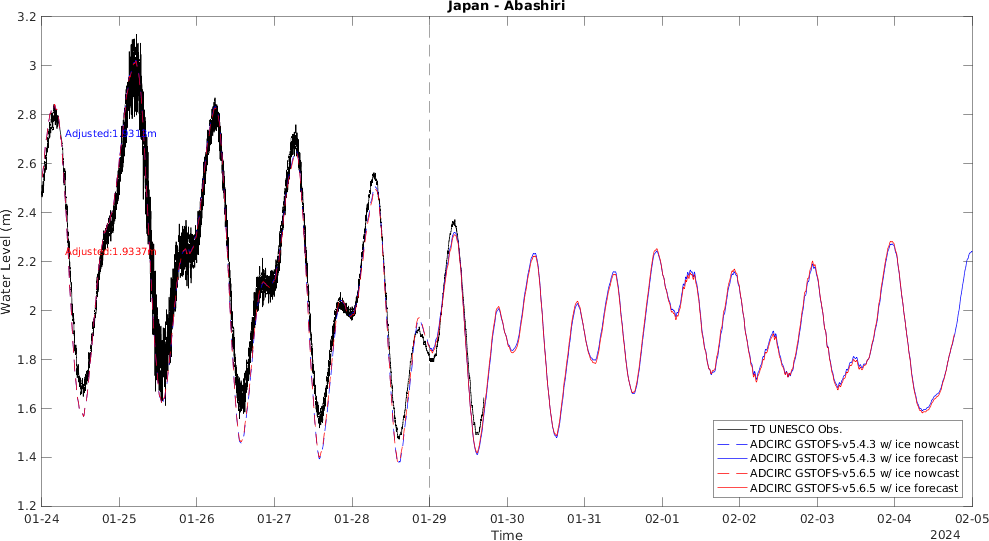 Japan - Abashiri
3.2
3
2.8
2.6
2.4
2.2
2
1.8
1.6
1.4
1.2
Water Level (m)
Adjusted:1.9337m
TD UNESCO Obs.
ADCIRC GSTOFS-v5.4.3 w/ ice nowcast
ADCIRC GSTOFS-v5.4.3 w/ ice forecast
ADCIRC GSTOFS-v5.6.5 w/ ice nowcast
ADCIRC GSTOFS-v5.6.5 w/ ice forecast
01-24
01-25
01-26
01-27
01-28
01-29
01-30
01-31
02-01
02-02
02-03
02-04
02-05
Time
2024